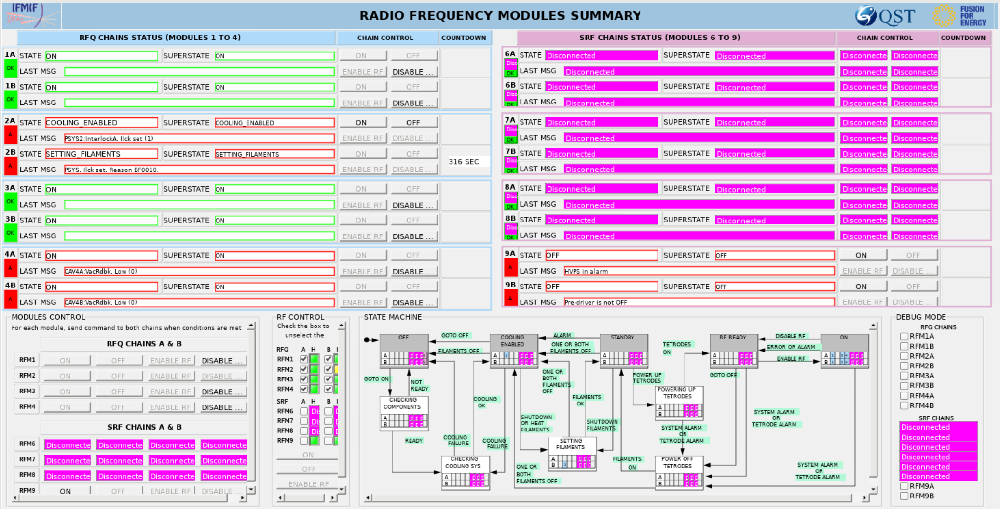 IFMIF
RADIO FREQUENCY MODULES SUMMARY
QST
FUSION
FOR
ENERGY
RFQ CHAINS STATUS (MODULES 1 TO 4) CHAIN CONTROL COUNTDOWN
1A STATE ON SUPERSTATE ON ON OFF
OK LAST MSG ENABLE RF DISABLE ...
1B STATE ON SUPERSTATE ON ON OFF
OK LAST MSG ENABLE RF DISABLE ...
2A STATE COOLING_ENABLED SUPERSTATE COOLING_ENABLED ON OFF
A LAST MSG PSYS2:InterlockA. Ilck set (1) ENABLE RF DISABLE ...
2B STATE SETTING_FILAMENTS SUPERSTATE SETTING_FILAMENTS ON OFF
316 SEC
A LAST MSG PSYS. Ilck set. Reason BF0010. ENABLE RF DISABLE ...
3A STATE ON SUPERSTATE ON ON OFF
OK LAST MSG ENABLE RF DISABLE ...
3B STATE ON SUPERSTATE ON ON OFF
OK LAST MSG ENABLE RF DISABLE ...
4A STATE ON SUPERSTATE ON ON OFF
A LAST MSG CAV4A:VacRdbk. Low (0) ENABLE RF DISABLE ...
4B STATE ON SUPERSTATE ON ON OFF
A LAST MSG CAV4B:VacRdbk. Low (0) ENABLE RF DISABLE ...
SRF CHAINS STATUS (MODULES 6 TO 9) CHAIN CONTROL COUNTDOWN
6A STATE Disconnected SUPERSTATE Disconnected Disconnecte Disconnecte
Disc
OK LAST MSG Disconnected Disconnecte Disconnecte
6B STATE Disconnected SUPERSTATE Disconnected Disconnecte Disconnecte
Disc
OK LAST MSG Disconnected Disconnecte Disconnecte
7A STATE Disconnected SUPERSTATE Disconnected Disconnecte Disconnecte
Disc
OK LAST MSG Disconnected Disconnecte Disconnecte
7B STATE Disconnected SUPERSTATE Disconnected Disconnecte Disconnecte
Disc
OK LAST MSG Disconnected Disconnecte Disconnecte
8A STATE Disconnected SUPERSTATE Disconnected Disconnecte Disconnecte
Disc
OK LAST MSG Disconnected Disconnecte Disconnecte
8B STATE Disconnected SUPERSTATE Disconnected Disconnecte Disconnecte
Disc
OK LAST MSG Disconnected Disconnecte Disconnecte
9A STATE OFF SUPERSTATE OFF ON OFF
A LAST MSG HVPS in alarm ENABLE RF DISABLE ...
9B STATE OFF SUPERSTATE OFF ON OFF
A LAST MSG Pre-driver is not OFF ENABLE RF DISABLE ...
MODULES CONTROL
For each module, send command to both chains when conditions are met
RFQ CHAINS A & B
RFM1 ON OFF ENABLE RF DISABLE ...
RFM2 ON OFF ENABLE RF DISABLE ...
RFM3 ON OFF ENABLE RF DISABLE ...
RFM4 ON OFF ENABLE RF DISABLE ...
SRF CHAINS A & B
RFM6 Disconnecte Disconnecte Disconnecte Disconnecte
RFM7 Disconnecte Disconnecte Disconnecte Disconnecte
RFM8 Disconnecte Disconnecte Disconnecte Disconnecte
RFM9 ON OFF ENABLE RF DISABLE ...
RF CONTROL
Check the box to
unselect the
RFQ A H B
RFM1
RFM2
RFM3
RFM4
SRF A H B
RFM6 Di
RFM7 Di
RFM8 Di
RFM9
ON
OFF
ENABLE RF
STATE MACHINE
OFF
A
B
GOTO OFF
FILAMENTS OFF
COOLING
ENABLED
A 2
B
ALARM
ONE OR BOTH
FILAMENTS OFF
STANDBY
A
B
TETRODES
ON
RF READY
A
B
DISABLE RF
ERROR OR ALARM
ENABLE RF
ON
A 1 3 4
B 1 3 4
GOTO ON
NOT
READY
CHECKING
COMPONENTS
A
B
READY
COOLING
OK
COOLING
FAILURE
COOLING
FAILURE
CHECKING
COOLING SYS
A
B
ONE OR
BOTH
FILAMENTS
OFF
SHUTDOWN
OR HEAT
FILAMENTS
FILAMENTS
OK
SHUTDOWN
FILAMENTS
SETTING
FILAMENTS
A
B 2
ONE OR
BOTH
FILAMENTS OFF
FILAMENTS
ON
POWER UP
TETRODES
POWERING UP
TETRODES
A
B
GOTO OFF
SYSTEM ALARM
OR
TETRODE ALARM
POWER OFF
TETRODES
A
B
SYSTEM ALARM
OR
TETRODE ALARM
SYSTEM ALARM
OR
TETRODE ALARM
DEBUG MODE
RFQ CHAINS
RFM1A
RFM1B
RFM2A
RFM2B
RFM3A
RFM3B
RFM4A
RFM4B
SRF CHAINS
Disconnected
Disconnected
Disconnected
Disconnected
Disconnected
Disconnected
RFM9A
RFM9B